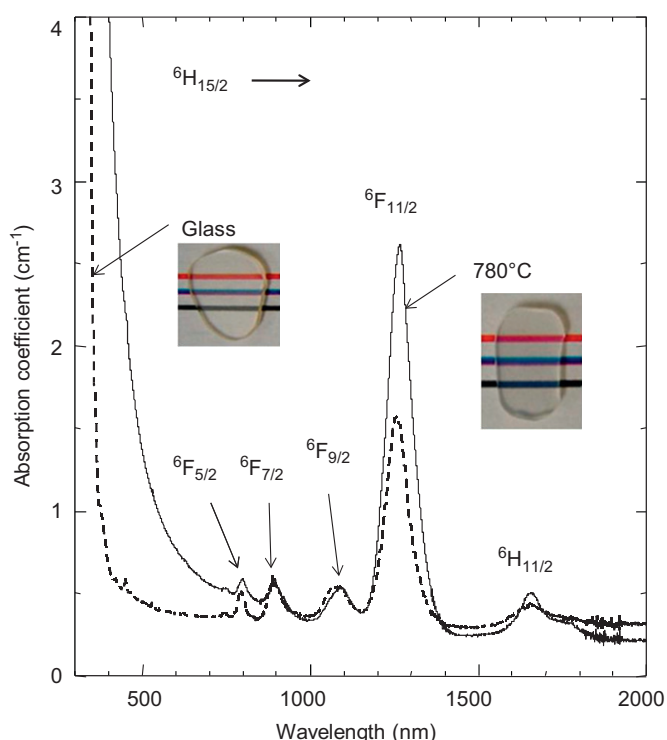 4
⁶H₁₅/₂
3
Glass
⁶F₁₁/₂
780°C
2
⁶F₅/₂ ⁶F₇/₂ ⁶F₉/₂
1
⁶H₁₁/₂
0
500 1000 1500 2000
Wavelength (nm)
Absorption coefficient (cm⁻¹)